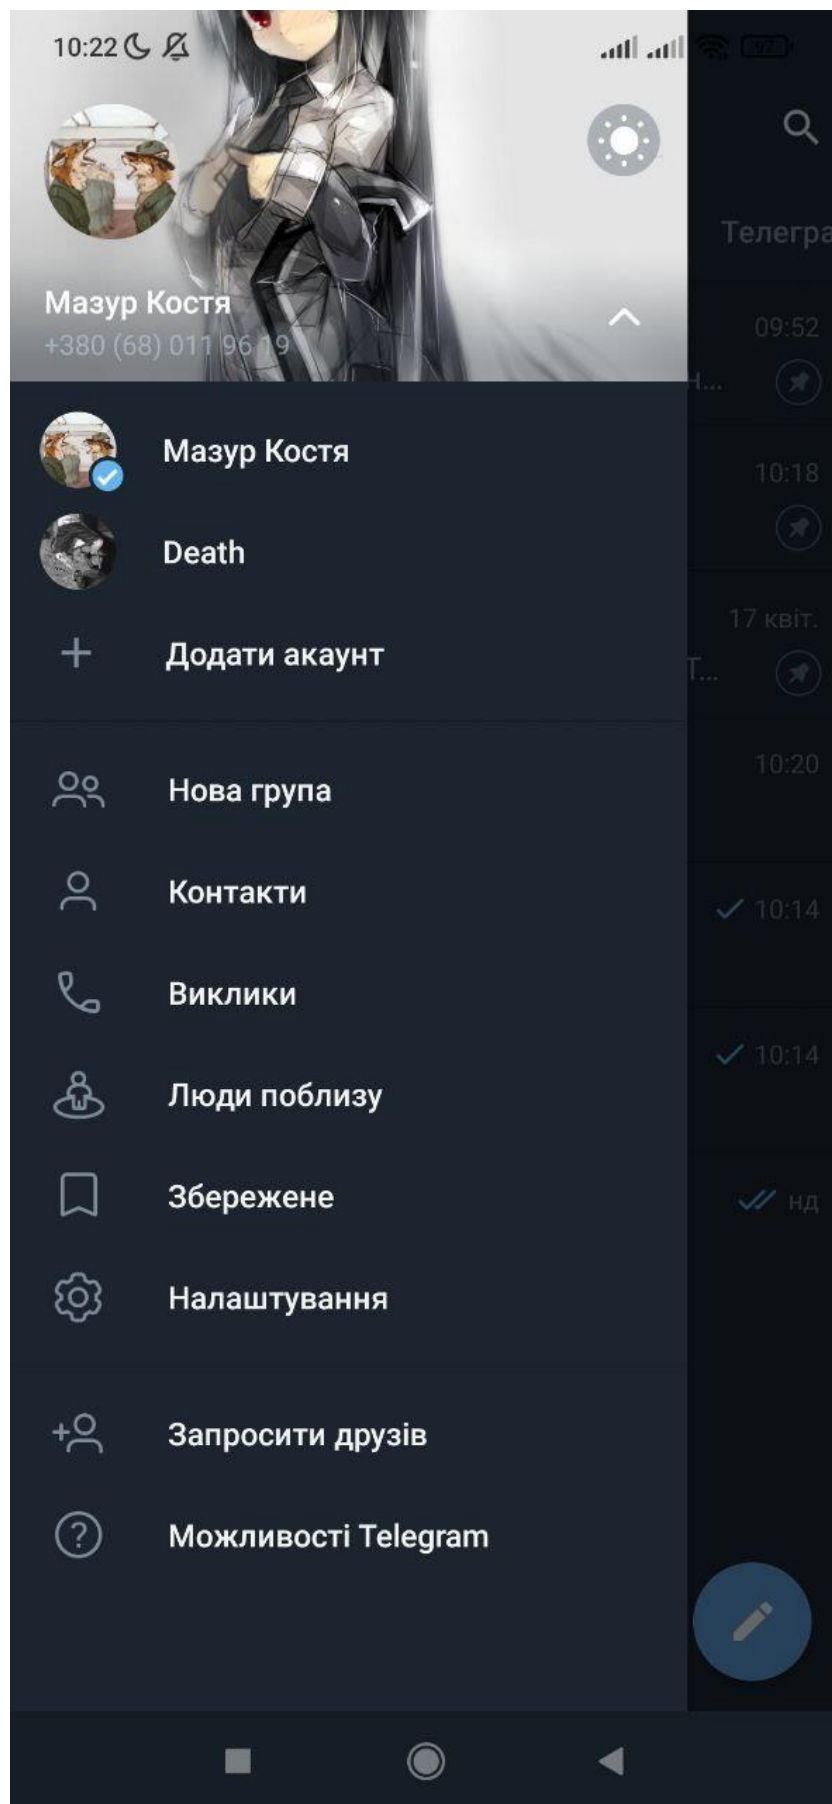 10:22
97
Телегра
Мазур Костя
+380 (68) 011 96 19
09:52
н...
Мазур Костя
10:18
Death
17 квіт.
Додати акаунт
Т...
10:20
Нова група
Контакти
10:14
Виклики
10:14
Люди поблизу
Збережене
нд
Налаштування
Запросити друзів
Можливості Telegram